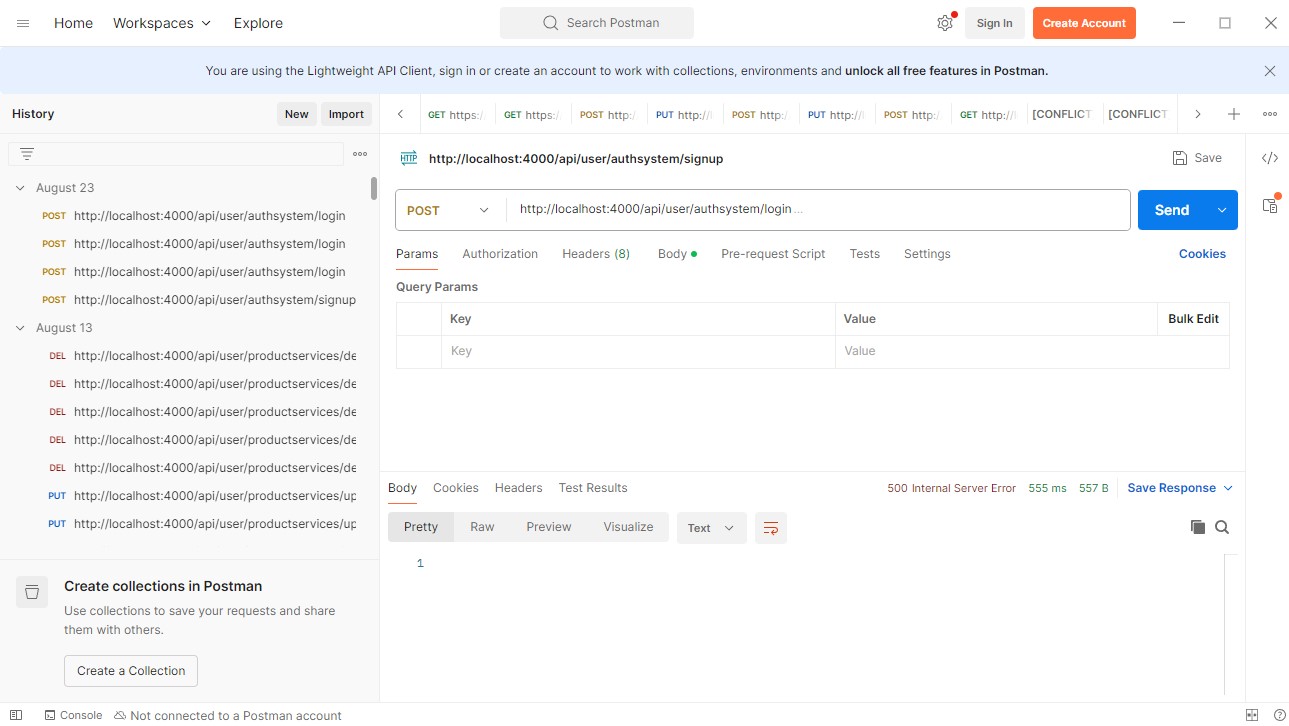 Home Workspaces Explore Search Postman Sign In Create Account
You are using the Lightweight API Client, sign in or create an account to work with collections, environments and unlock all free features in Postman.
History New Import
August 23
POST http://localhost:4000/api/user/authsystem/login
POST http://localhost:4000/api/user/authsystem/login
POST http://localhost:4000/api/user/authsystem/login
POST http://localhost:4000/api/user/authsystem/signup
August 13
DEL http://localhost:4000/api/user/productservices/de
DEL http://localhost:4000/api/user/productservices/de
DEL http://localhost:4000/api/user/productservices/de
DEL http://localhost:4000/api/user/productservices/de
DEL http://localhost:4000/api/user/productservices/de
PUT http://localhost:4000/api/user/productservices/up
PUT http://localhost:4000/api/user/productservices/up
Create collections in Postman
Use collections to save your requests and share
them with others.
Create a Collection
GET https:/ GET https: POST http: PUT http:/ POST http: PUT http:/ POST http: GET http:/ [CONFLICT [CONFLICT
HTTP http://localhost:4000/api/user/authsystem/signup Save
POST http://localhost:4000/api/user/authsystem/login... Send
Params Authorization Headers (8) Body Pre-request Script Tests Settings Cookies
Query Params
Key Value Bulk Edit
Key Value
Body Cookies Headers Test Results 500 Internal Server Error 555 ms 557 B Save Response
Pretty Raw Preview Visualize Text
1
Console Not connected to a Postman account